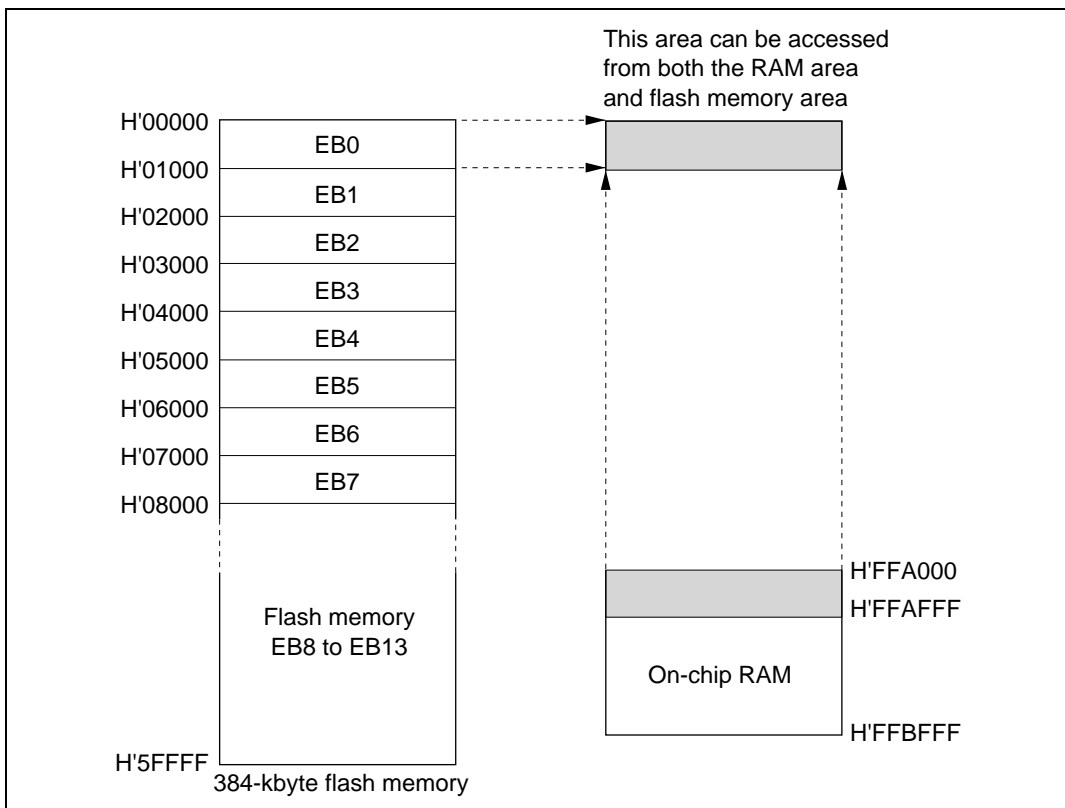 This area can be accessed
from both the RAM area
and flash memory area
H'00000
EB0
H'01000
EB1
H'02000
EB2
H'03000
EB3
H'04000
EB4
H'05000
EB5
H'06000
EB6
H'07000
EB7
H'08000
H'FFA000
H'FFAFFF
Flash memory
EB8 to EB13
On-chip RAM
H'FFBFFF
H'5FFFF
384-kbyte flash memory